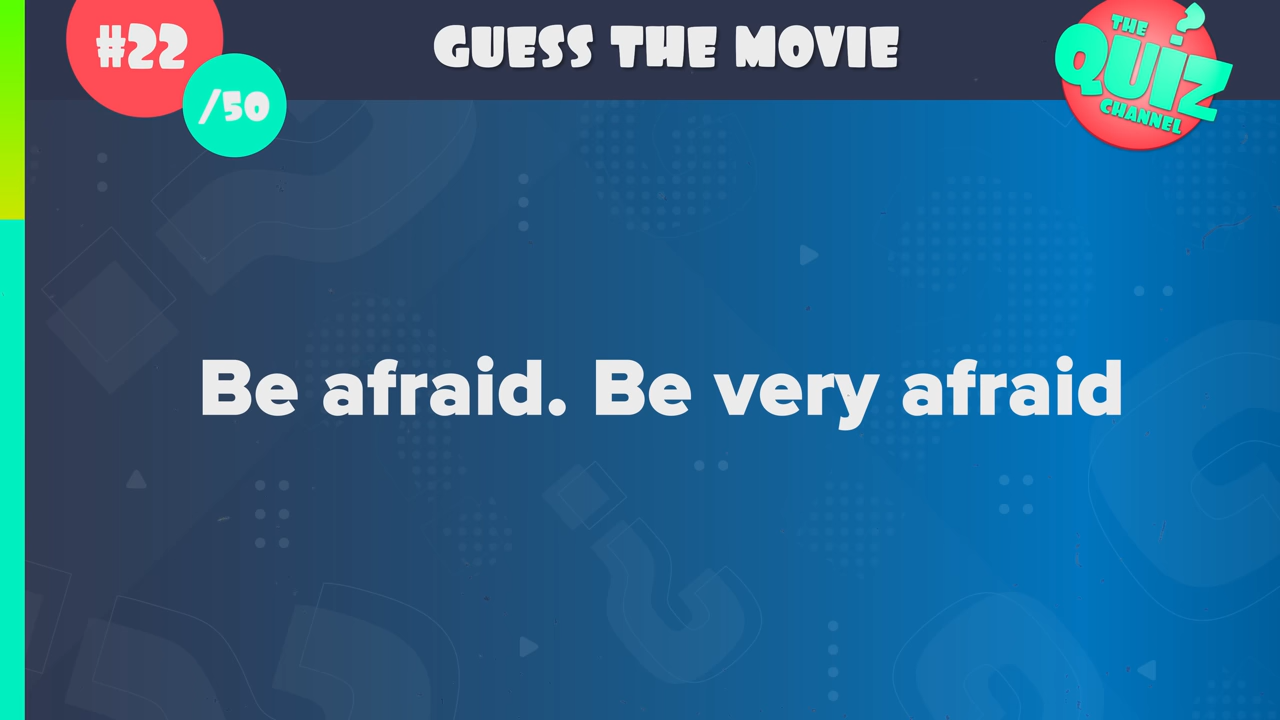 #22
/50
GUESS THE MOVIE
THE
QUIZ
CHANNEL
Be afraid. Be very afraid